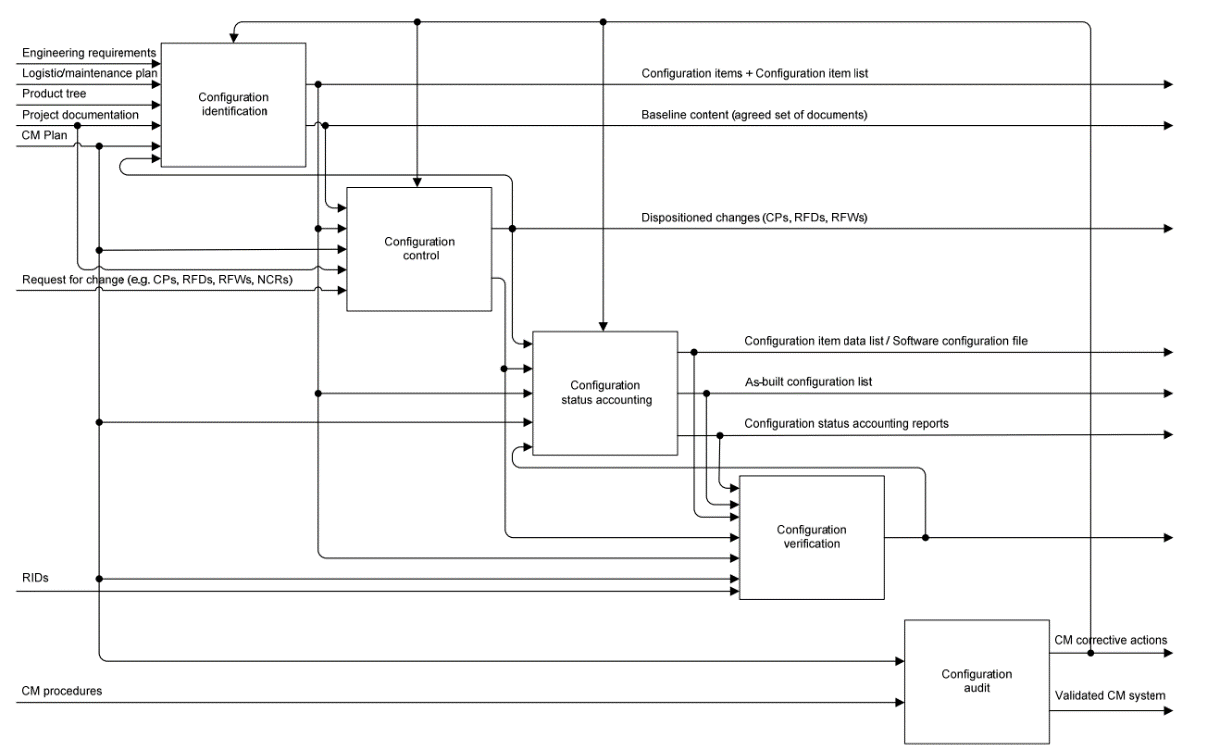 Engineering requirements
Logistic/maintenance plan
Product tree
Project documentation
CM Plan
Configuration
identification
Configuration items + Configuration item list
Baseline content (agreed set of documents)
Configuration
control
Dispositioned changes (CPs, RFDs, RFWs)
Request for change (e.g. CPs, RFDs, RFWs, NCRs)
Configuration
status accounting
Configuration item data list / Software configuration file
As-built configuration list
Configuration status accounting reports
Configuration
verification
RIDs
Configuration
audit
CM corrective actions
Validated CM system
CM procedures